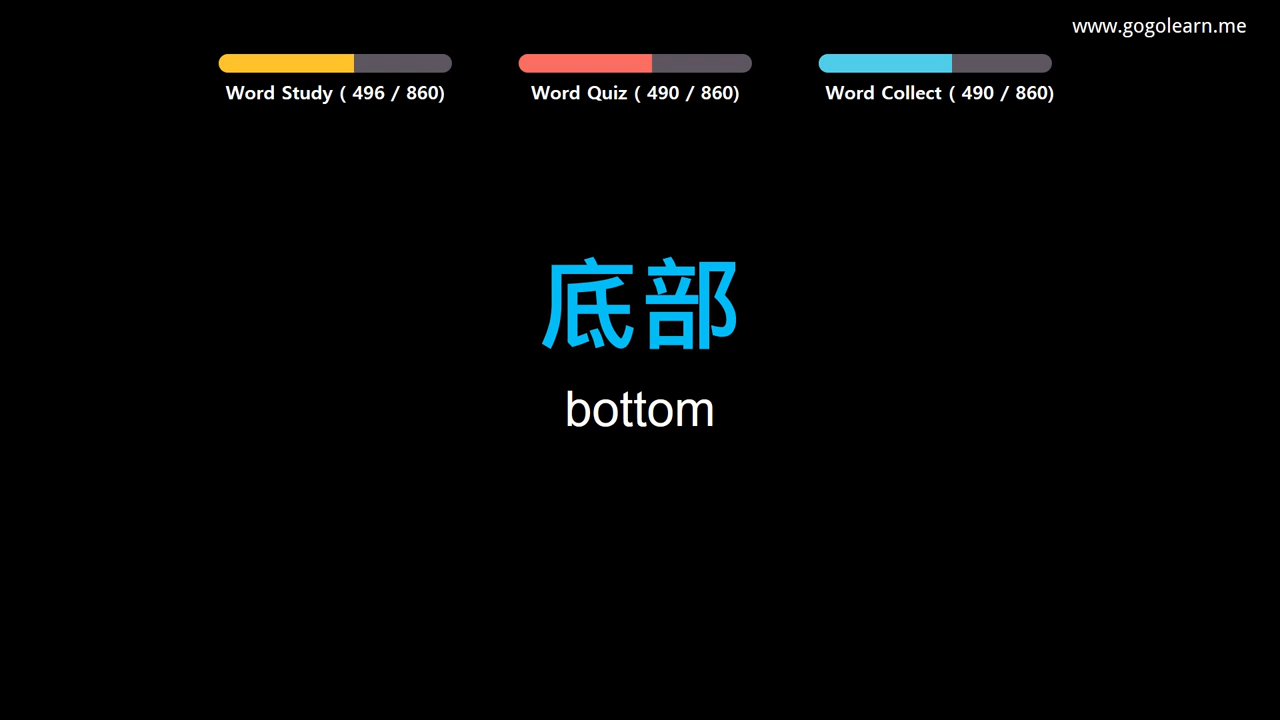 www.gogolearn.me
Word Study ( 496 / 860)
Word Quiz ( 490 / 860)
Word Collect ( 490 / 860)
底部
bottom